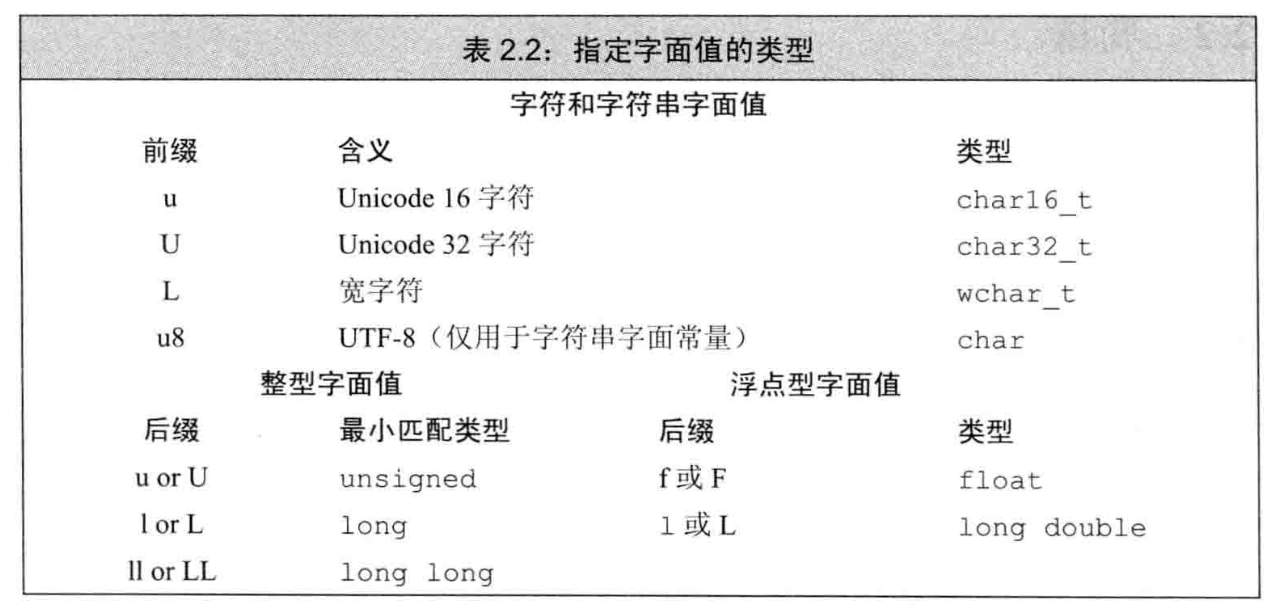 表 2.2：指定字面值的类型
字符和字符串字面值
前缀 含义 类型
u Unicode 16 字符 char16_t
U Unicode 32 字符 char32_t
L 宽字符 wchar_t
u8 UTF-8（仅用于字符串字面常量） char
整型字面值 浮点型字面值
后缀 最小匹配类型 后缀 类型
u or U unsigned f 或 F float
l or L long l 或 L long double
ll or LL long long